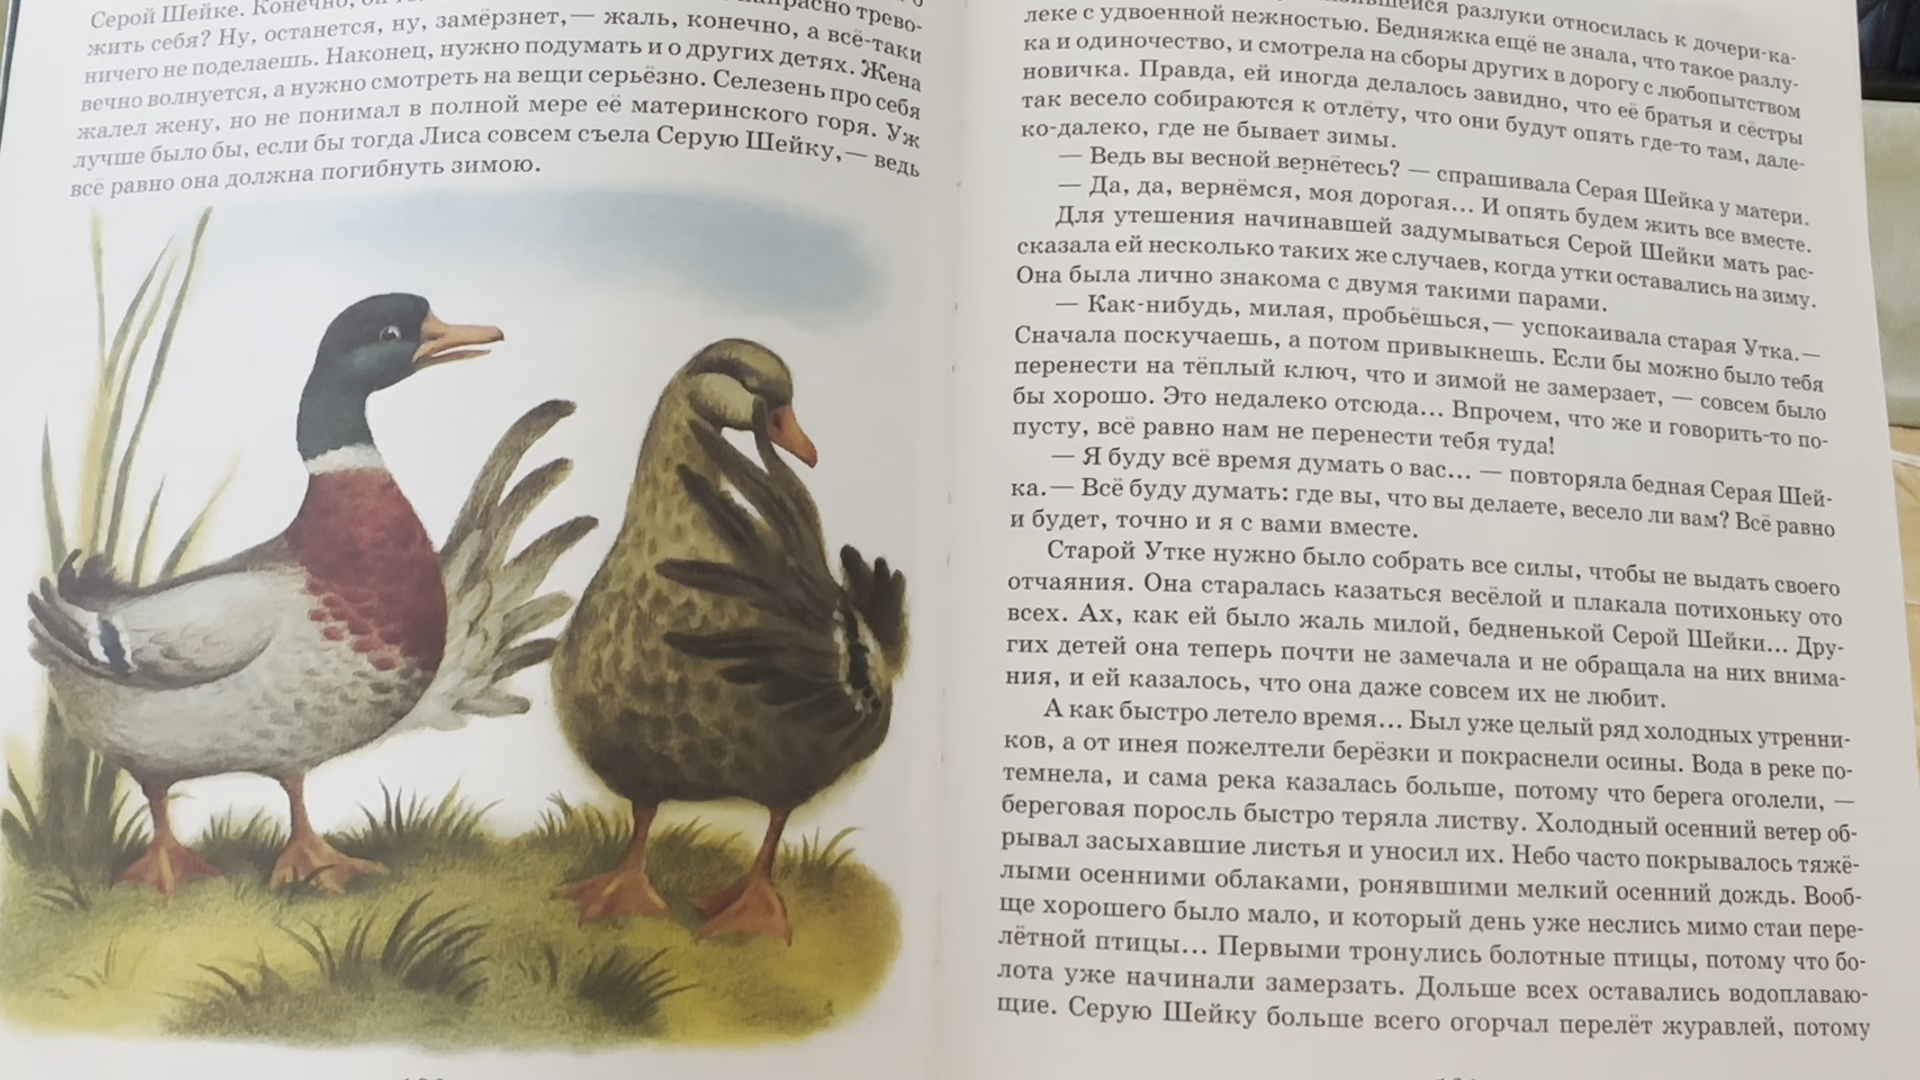 Серой Шейке. Конечно,
жить себя? Ну, останется, ну, замёрзнет,— жаль, конечно, а всё-таки
ничего не поделаешь. Наконец, нужно подумать и о других детях. Жена
вечно волнуется, а нужно смотреть на вещи серьёзно. Селезень про себя
жалел жену, но не понимал в полной мере её материнского горя. Уж
лучше было бы, если бы тогда Лиса совсем съела Серую Шейку,— ведь
всё равно она должна погибнуть зимою.
разлуки относилась к дочери-ка-
леке с удвоенной нежностью. Бедняжка ещё не знала, что такое разлу-
ка и одиночество, и смотрела на сборы других в дорогу с любопытством
новичка. Правда, ей иногда делалось завидно, что её братья и сёстры
так весело собираются к отлёту, что они будут опять где-то там, дале-
ко-далеко, где не бывает зимы.
— Ведь вы весной вернётесь? — спрашивала Серая Шейка у матери.
— Да, да, вернёмся, моя дорогая... И опять будем жить все вместе.
Для утешения начинавшей задумываться Серой Шейки мать рас-
сказала ей несколько таких же случаев, когда утки оставались на зиму.
Она была лично знакома с двумя такими парами.
— Как-нибудь, милая, пробьёшься,— успокаивала старая Утка.—
Сначала поскучаешь, а потом привыкнешь. Если бы можно было тебя
перенести на тёплый ключ, что и зимой не замерзает, — совсем было
бы хорошо. Это недалеко отсюда... Впрочем, что же и говорить-то по-
пусту, всё равно нам не перенести тебя туда!
— Я буду всё время думать о вас... — повторяла бедная Серая Шей-
ка.— Всё буду думать: где вы, что вы делаете, весело ли вам? Всё равно
и будет, точно и я с вами вместе.
Старой Утке нужно было собрать все силы, чтобы не выдать своего
отчаяния. Она старалась казаться весёлой и плакала потихоньку ото
всех. Ах, как ей было жаль милой, бедненькой Серой Шейки... Дру-
гих детей она теперь почти не замечала и не обращала на них внима-
ния, и ей казалось, что она даже совсем их не любит.
А как быстро летело время... Был уже целый ряд холодных утренни-
ков, а от инея пожелтели берёзки и покраснели осины. Вода в реке по-
темнела, и сама река казалась больше, потому что берега оголели, —
береговая поросль быстро теряла листву. Холодный осенний ветер об-
рывал засыхавшие листья и уносил их. Небо часто покрывалось тяжё-
лыми осенними облаками, ронявшими мелкий осенний дождь. Вооб-
ще хорошего было мало, и который день уже неслись мимо стаи пере-
лётной птицы... Первыми тронулись болотные птицы, потому что бо-
лота уже начинали замерзать. Дольше всех оставались водоплаваю-
щие. Серую Шейку больше всего огорчал перелёт журавлей, потому